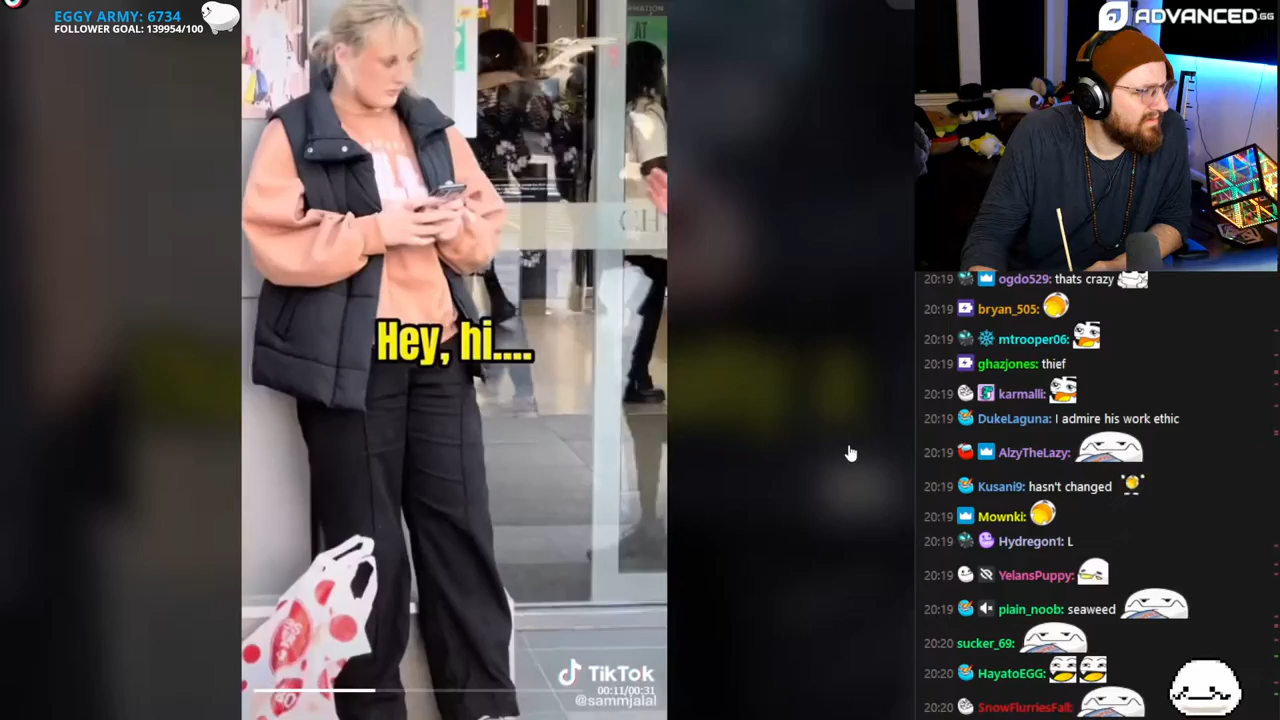 EGGY ARMY: 6734
FOLLOWER GOAL: 139954/100
ADVANCED.GG
AT
CH
Hey, hi....
TikTok
00:11/00:31
@sammjalal
20:19 ogdo529: thats crazy
20:19 bryan_505:
20:19 mtrooper06:
20:19 ghazjones: thief
20:19 karmalli:
20:19 DukeLaguna: I admire his work ethic
20:19 AlzyTheLazy:
20:19 Kusani9: hasn't changed
20:19 Mownki:
20:19 Hydregon1: L
20:19 YelansPuppy:
20:19 plain_noob: seaweed
20:20 sucker_69:
20:20 HayatoEGG:
20:20 SnowFlurriesFall: